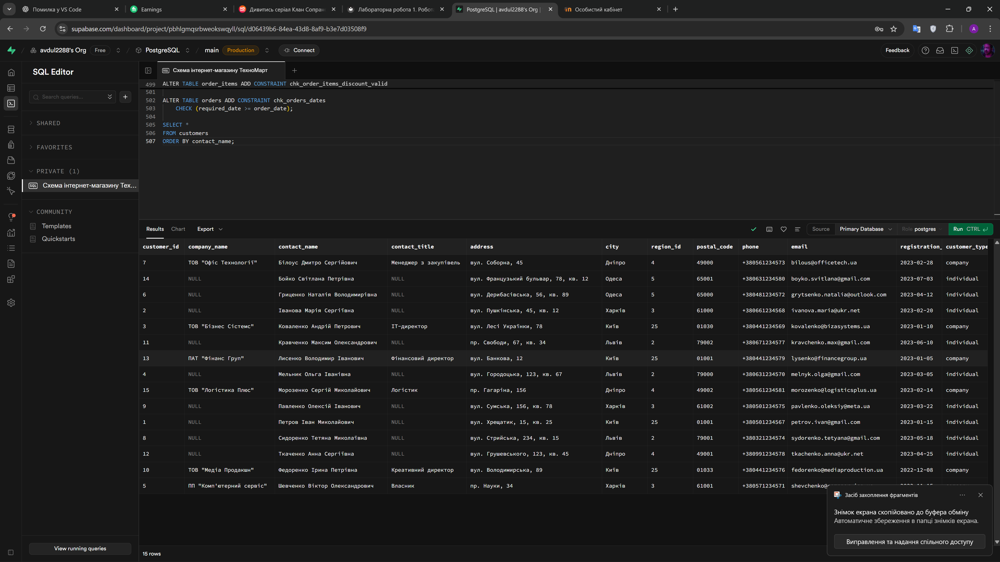 Помилка у VS Code
Earnings
Дивитись серіал Клан Сопран
Лабораторна робота 1. Робот
PostgreSQL | avdul2288's Org |
Особистий кабінет
supabase.com/dashboard/project/pbhlgmqsrbweokswqyll/sql/d06439b6-84ea-43d8-8af9-b3e7d03508f9
A
avdul2288's Org Free / PostgreSQL / main Production Connect
Feedback
SQL Editor
SQL Схема інтернет-магазину ТехноМарт
Search queries...
SHARED
FAVORITES
PRIVATE (1)
SQL Схема інтернет-магазину Тех...
COMMUNITY
Templates
Quickstarts
View running queries
499 ALTER TABLE order_items ADD CONSTRAINT chk_order_items_discount_valid
501
502 ALTER TABLE orders ADD CONSTRAINT chk_orders_dates
503 CHECK (required_date >= order_date);
504
505 SELECT *
506 FROM customers
507 ORDER BY contact_name;
Results Chart Export
Source Primary Database Role postgres Run CTRL
customer_id company_name contact_name contact_title address city region_id postal_code phone email registration_ customer_type
7 ТОВ "Офіс Технології" Білоус Дмитро Сергійович Менеджер з закупівель вул. Соборна, 45 Дніпро 4 49000 +380561234573 bilous@officetech.ua 2023-02-28 company
14 NULL Бойко Світлана Петрівна NULL вул. Французький бульвар, 78, кв. 12 Одеса 5 65001 +380631234580 boyko.svitlana@gmail.com 2023-07-03 individual
6 NULL Гриценко Наталія Володимирівна NULL вул. Дерибасівська, 56, кв. 89 Одеса 5 65000 +380481234572 grytsenko.natalia@outlook.com 2023-04-12 individual
2 NULL Іванова Марія Сергіївна NULL вул. Пушкінська, 45, кв. 12 Харків 3 61000 +380661234568 ivanova.maria@ukr.net 2023-02-20 individual
3 ТОВ "Бізнес Сістемс" Коваленко Андрій Петрович IT-директор вул. Лесі Українки, 78 Київ 25 01030 +380441234569 kovalenko@bizasystems.ua 2023-01-10 company
11 NULL Кравченко Максим Олександрович NULL пр. Свободи, 67, кв. 34 Львів 2 79002 +380671234577 kravchenko.max@gmail.com 2023-06-10 individual
13 ПАТ "Фінанс Груп" Лисенко Володимир Іванович Фінансовий директор вул. Банкова, 12 Київ 25 01001 +380441234579 lysenko@financegroup.ua 2023-01-05 company
4 NULL Мельник Ольга Іванівна NULL вул. Городоцька, 123, кв. 67 Львів 2 79000 +380631234570 melnyk.olga@gmail.com 2023-03-05 individual
15 ТОВ "Логістика Плюс" Морозенко Сергій Миколайович Логістик пр. Гагаріна, 156 Дніпро 4 49002 +380561234581 morozenko@logisticsplus.ua 2023-02-14 company
9 NULL Павленко Олексій Іванович NULL вул. Сумська, 156, кв. 78 Харків 3 61002 +380501234575 pavlenko.oleksiy@meta.ua 2023-03-22 individual
1 NULL Петров Іван Миколайович NULL вул. Хрещатик, 15, кв. 25 Київ 25 01001 +380501234567 petrov.ivan@gmail.com 2023-01-15 individual
8 NULL Сидоренко Тетяна Миколаївна NULL вул. Стрийська, 234, кв. 15 Львів 2 79001 +380321234574 sydorenko.tetyana@gmail.com 2023-05-18 individual
12 NULL Ткаченко Анна Сергіївна NULL вул. Грушевського, 123, кв. 45 Дніпро 4 49001 +380991234578 tkachenko.anna@ukr.net 2023-04-25 individual
10 ТОВ "Медіа Продакшн" Федоренко Ірина Петрівна Креативний директор вул. Володимирська, 89 Київ 25 01033 +380441234576 fedorenko@mediaproduction.ua 2022-12-08 company
5 ПП "Комп'ютерний сервіс" Шевченко Віктор Олександрович Власник пр. Науки, 34 Харків 3 61001 +380571234571 shevchenko@
15 rows
Засіб захоплення фрагментів
Знімок екрана скопійовано до буфера обміну
Автоматичне збереження в папці знімків екрана.
Виправлення та надання спільного доступу